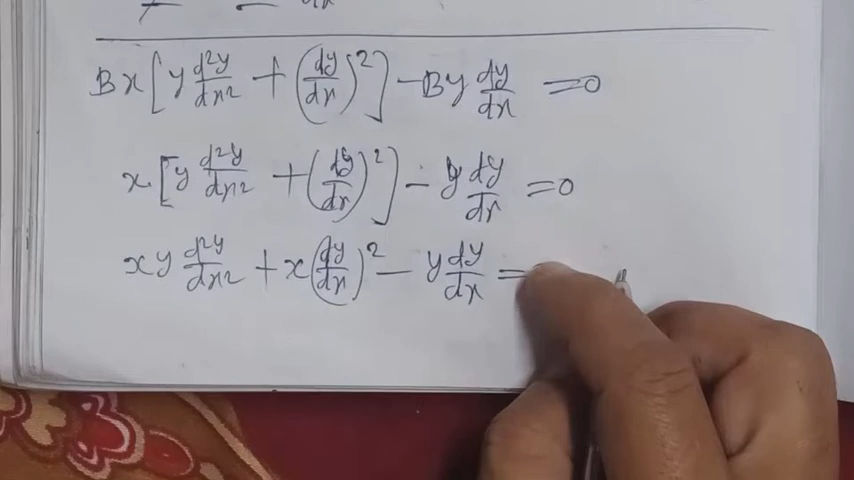 Bx[y d²y/dx² + (dy/dx)²] - By dy/dx = 0
x.[y d²y/dx² + (dy/dx)²] - y dy/dx = 0
xy d²y/dx² + x(dy/dx)² - y dy/dx =